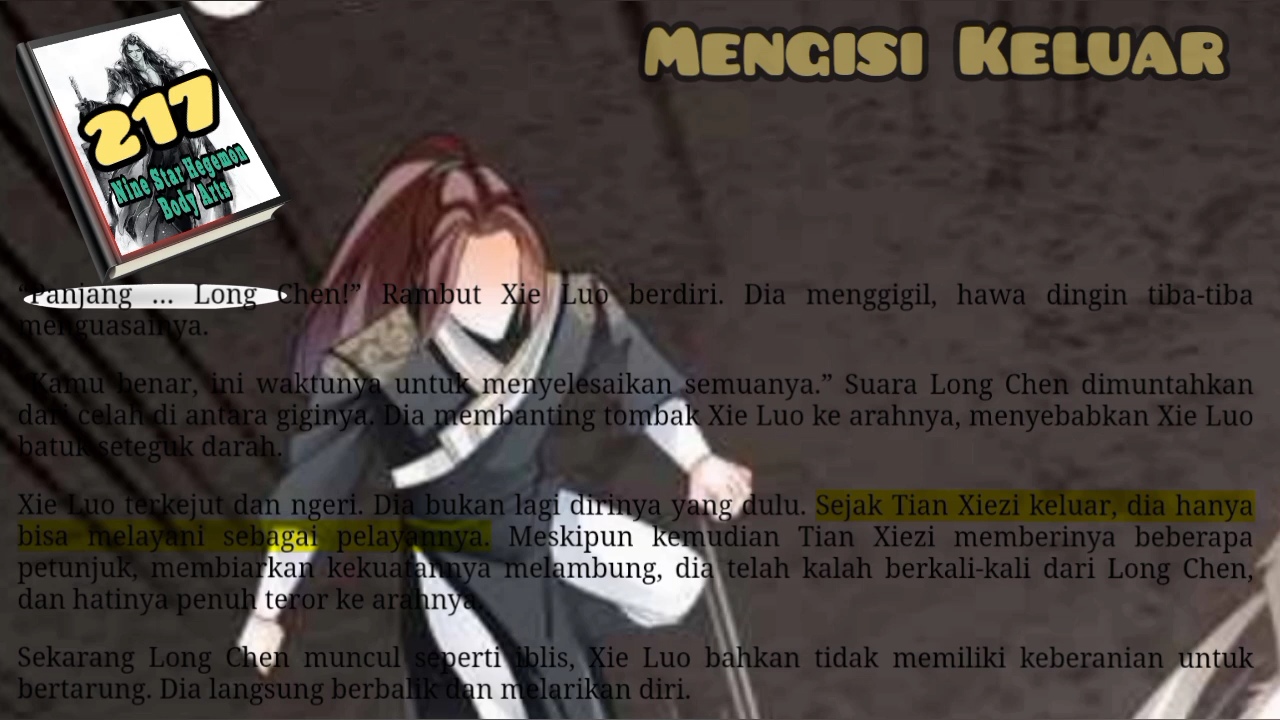 MENGISI KELUAR
217
Nine Star Hegemon
Body Arts
“Panjang ... Long Chen!” Rambut Xie Luo berdiri. Dia menggigil, hawa dingin tiba-tiba
menguasainya.
“Kamu benar, ini waktunya untuk menyelesaikan semuanya.” Suara Long Chen dimuntahkan
dari celah di antara giginya. Dia membanting tombak Xie Luo ke arahnya, menyebabkan Xie Luo
batuk seteguk darah.
Xie Luo terkejut dan ngeri. Dia bukan lagi dirinya yang dulu. Sejak Tian Xiezi keluar, dia hanya
bisa melayani sebagai pelayannya. Meskipun kemudian Tian Xiezi memberinya beberapa
petunjuk, membiarkan kekuatannya melambung, dia telah kalah berkali-kali dari Long Chen,
dan hatinya penuh teror ke arahnya.
Sekarang Long Chen muncul seperti iblis, Xie Luo bahkan tidak memiliki keberanian untuk
bertarung. Dia langsung berbalik dan melarikan diri.